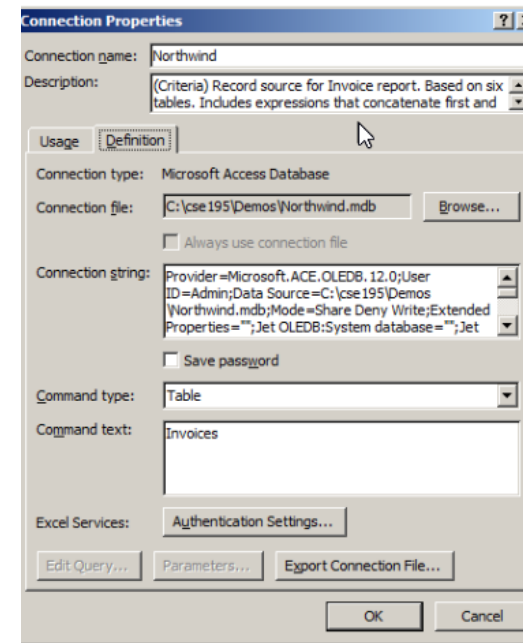 Connection Properties
Connection name: Northwind
Description: (Criteria) Record source for Invoice report. Based on six
tables. Includes expressions that concatenate first and
Usage Definition
Connection type: Microsoft Access Database
Connection file: C:\cse195\Demos\Northwind.mdb Browse...
Always use connection file
Connection string: Provider=Microsoft.ACE.OLEDB.12.0;User
ID=Admin;Data Source=C:\cse195\Demos
\Northwind.mdb;Mode=Share Deny Write;Extended
Properties="";Jet OLEDB:System database="";Jet
Save password
Command type: Table
Command text: Invoices
Excel Services: Authentication Settings...
Edit Query... Parameters... Export Connection File...
OK Cancel